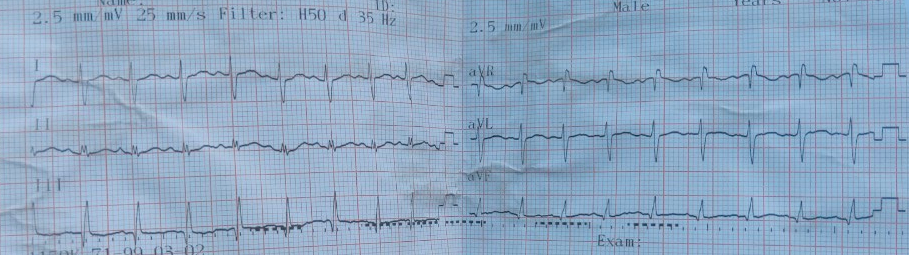 2.5 mm/mV 25 mm/s Filter: H50 d 35 Hz
ID:
Male
2.5 mm/mV
I
II
III
aVR
aVL
aVF
Exam: